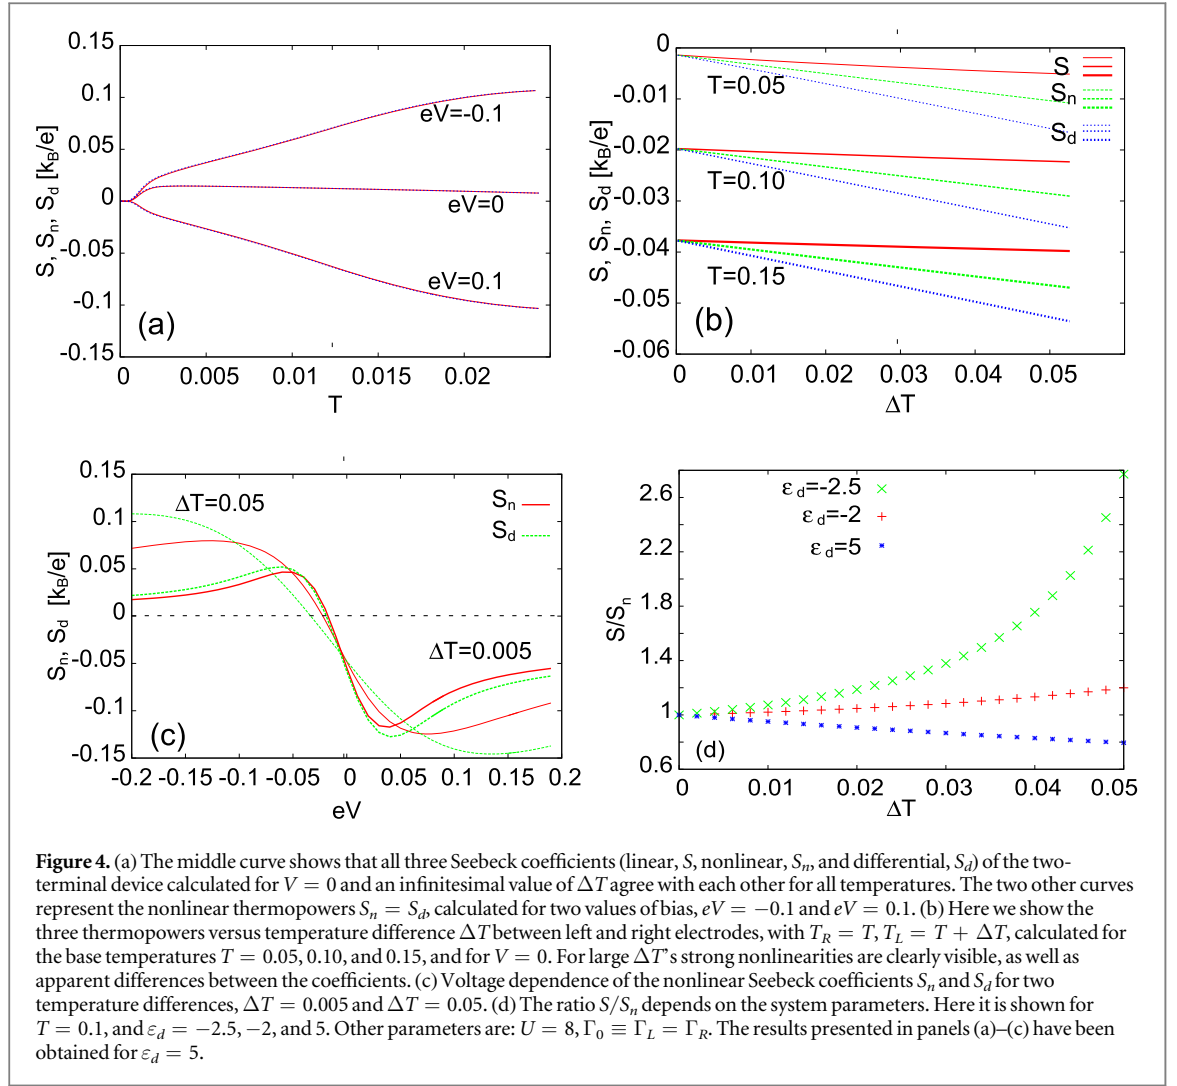 0.15
0.1
0.05
0
-0.05
-0.1
-0.15
S, Sn, Sd [kB/e]
eV=-0.1
eV=0
eV=0.1
(a)
0 0.005 0.01 0.015 0.02
T
0
-0.01
-0.02
-0.03
-0.04
-0.05
-0.06
S, Sn, Sd [kB/e]
S
Sn
Sd
T=0.05
T=0.10
T=0.15
(b)
0 0.01 0.02 0.03 0.04 0.05
ΔT
0.15
0.1
0.05
0
-0.05
-0.1
-0.15
Sn, Sd [kB/e]
ΔT=0.05
Sn
Sd
ΔT=0.005
(c)
-0.2 -0.15 -0.1 -0.05 0 0.05 0.1 0.15 0.2
eV
2.6
2.2
1.8
1.4
1
0.6
S/Sn
εd=-2.5
εd=-2
εd=5
(d)
0 0.01 0.02 0.03 0.04 0.05
ΔT
Figure 4. (a) The middle curve shows that all three Seebeck coefficients (linear, S, nonlinear, Sn, and differential, Sd) of the two-
terminal device calculated for V = 0 and an infinitesimal value of ΔT agree with each other for all temperatures. The two other curves
represent the nonlinear thermopowers Sn = Sd, calculated for two values of bias, eV = −0.1 and eV = 0.1. (b) Here we show the
three thermopowers versus temperature difference ΔT between left and right electrodes, with TR = T, TL = T + ΔT, calculated for
the base temperatures T = 0.05, 0.10, and 0.15, and for V = 0. For large ΔT's strong nonlinearities are clearly visible, as well as
apparent differences between the coefficients. (c) Voltage dependence of the nonlinear Seebeck coefficients Sn and Sd for two
temperature differences, ΔT = 0.005 and ΔT = 0.05. (d) The ratio S/Sn depends on the system parameters. Here it is shown for
T = 0.1, and εd = −2.5, −2, and 5. Other parameters are: U = 8, Γ0 ≡ ΓL = ΓR. The results presented in panels (a)–(c) have been
obtained for εd = 5.